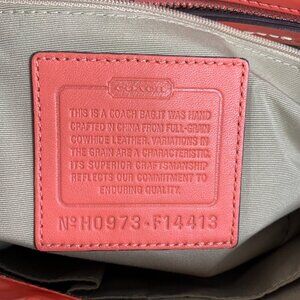 COACH
THIS IS A COACH BAG.IT WAS HAND
CRAFTED IN CHINA FROM FULL-GRAIN
COWHIDE LEATHER. VARIATIONS IN
THE GRAIN ARE A CHARACTERISTIC.
ITS SUPERIOR CRAFTSMANSHIP
REFLECTS OUR COMMITMENT TO
ENDURING QUALITY.
Nº H0973-F14413